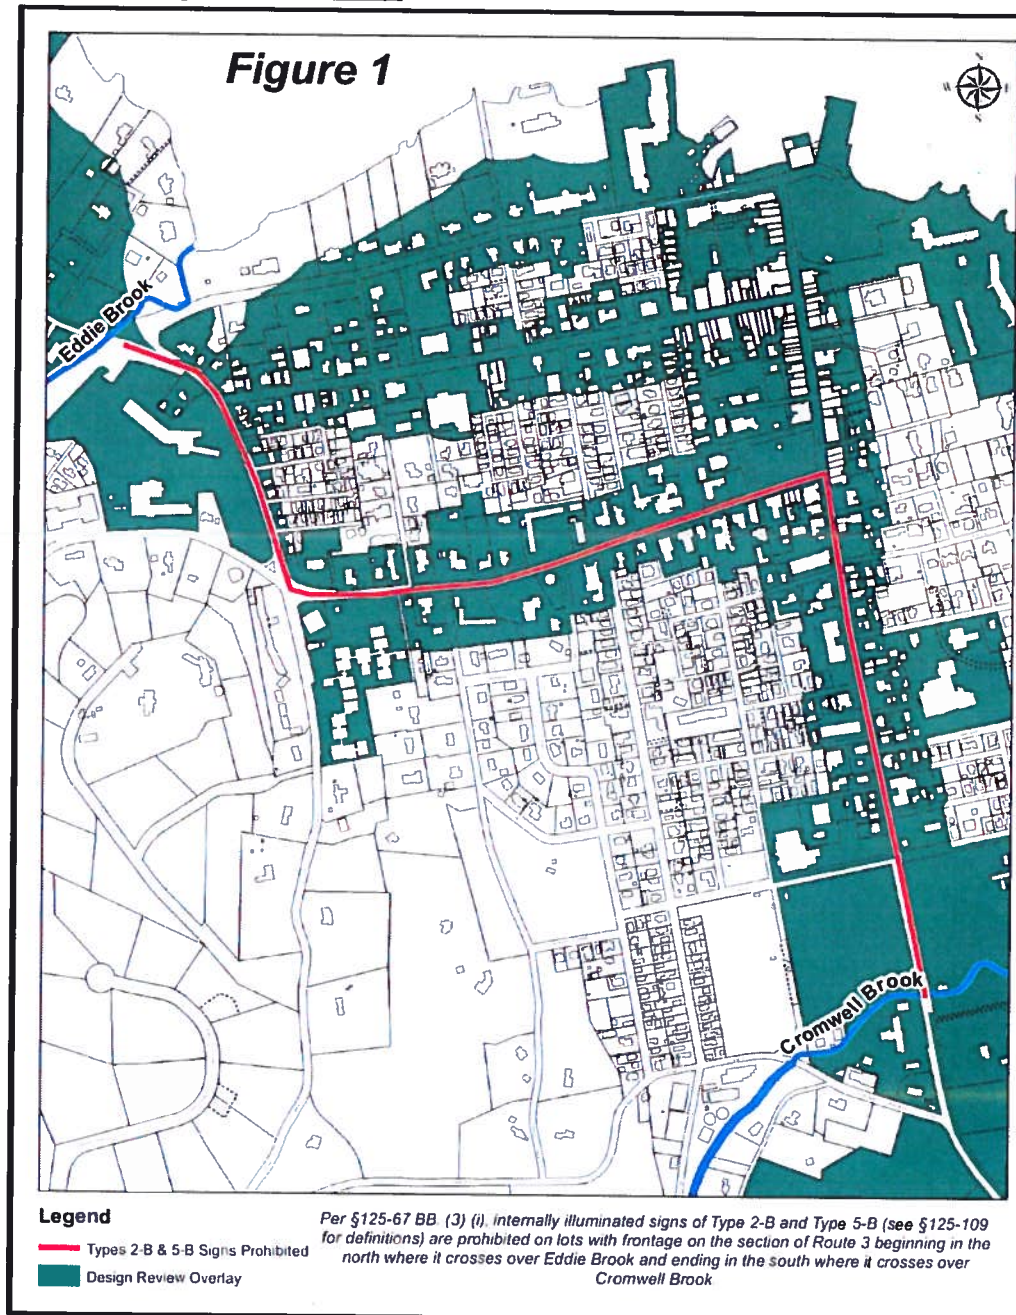 Figure 1
N
W
E
S
Eddie Brook
Cromwell Brook
Legend
Types 2-B & 5-B Signs Prohibited
Design Review Overlay
Per §125-67 BB. (3) (i), internally illuminated signs of Type 2-B and Type 5-B (see §125-109
for definitions) are prohibited on lots with frontage on the section of Route 3 beginning in the
north where it crosses over Eddie Brook and ending in the south where it crosses over
Cromwell Brook